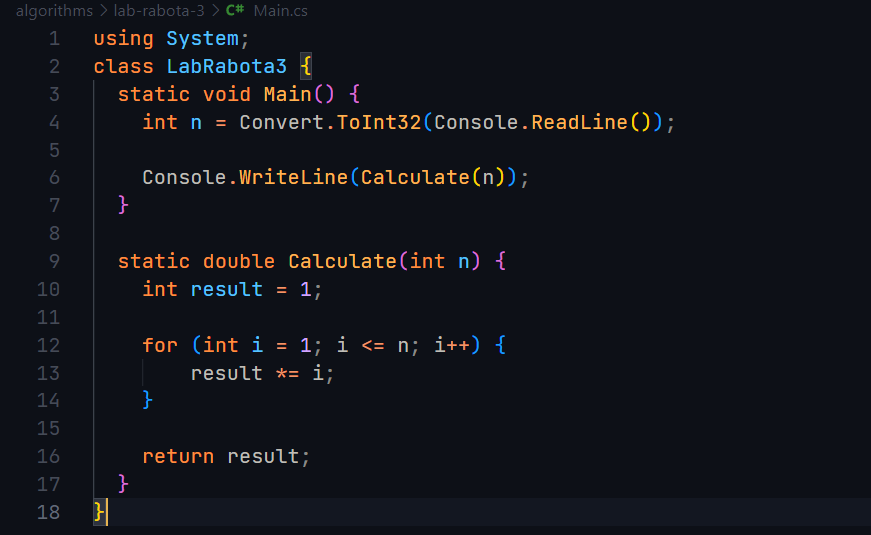 algorithms > lab-rabota-3 > C# Main.cs
1 using System;
2 class LabRabota3 {
3 static void Main() {
4 int n = Convert.ToInt32(Console.ReadLine());
5
6 Console.WriteLine(Calculate(n));
7 }
8
9 static double Calculate(int n) {
10 int result = 1;
11
12 for (int i = 1; i <= n; i++) {
13 result *= i;
14 }
15
16 return result;
17 }
18 }